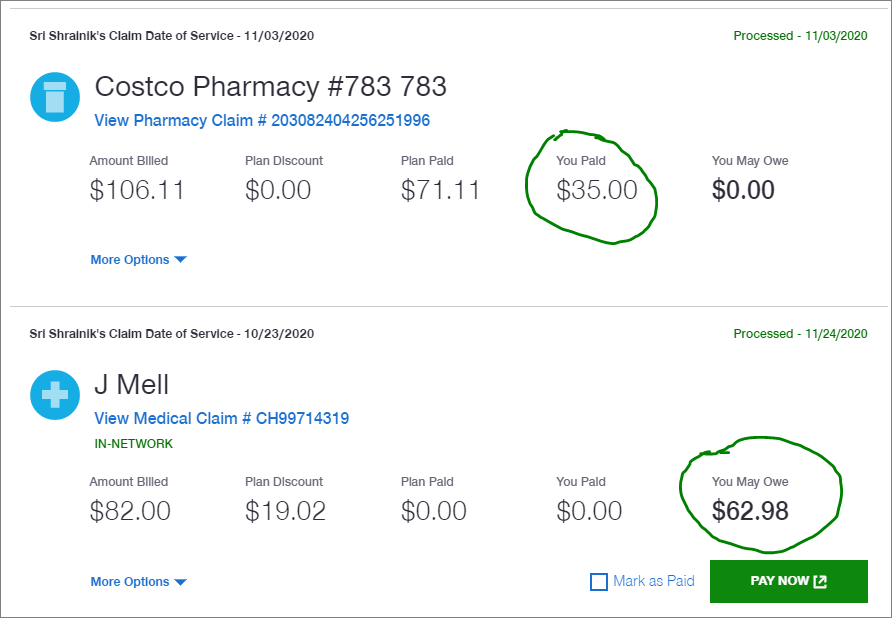 Sri Shrainik's Claim Date of Service - 11/03/2020 Processed - 11/03/2020
Costco Pharmacy #783 783
View Pharmacy Claim # 203082404256251996
Amount Billed Plan Discount Plan Paid You Paid You May Owe
$106.11 $0.00 $71.11 $35.00 $0.00
More Options
Sri Shrainik's Claim Date of Service - 10/23/2020 Processed - 11/24/2020
J Mell
View Medical Claim # CH99714319
IN-NETWORK
Amount Billed Plan Discount Plan Paid You Paid You May Owe
$82.00 $19.02 $0.00 $0.00 $62.98
More Options Mark as Paid PAY NOW